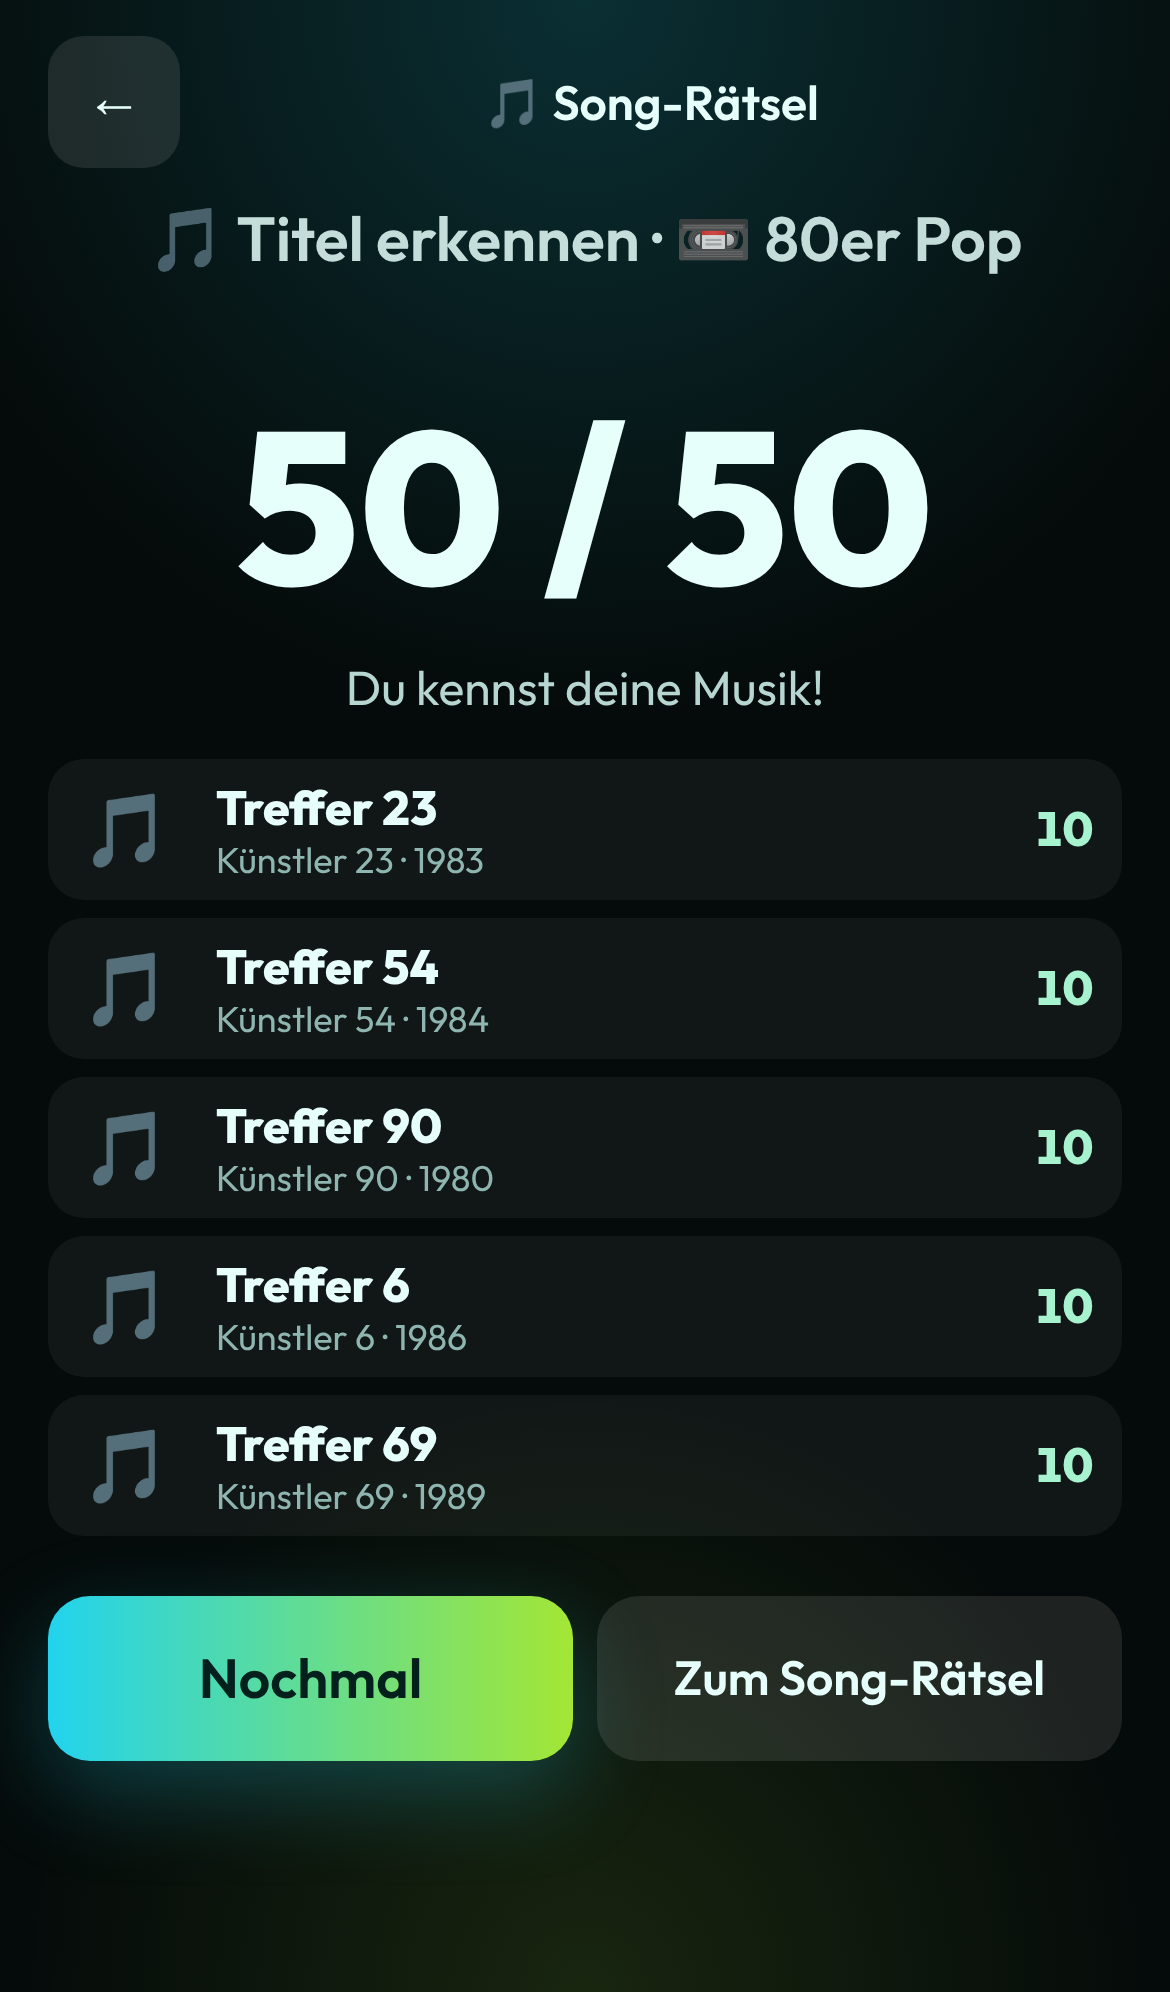 ←
🎵 Song-Rätsel
🎵 Titel erkennen · 📼 80er Pop
50 / 50
Du kennst deine Musik!
Treffer 23
Künstler 23 · 1983
10
Treffer 54
Künstler 54 · 1984
10
Treffer 90
Künstler 90 · 1980
10
Treffer 6
Künstler 6 · 1986
10
Treffer 69
Künstler 69 · 1989
10
Nochmal
Zum Song-Rätsel